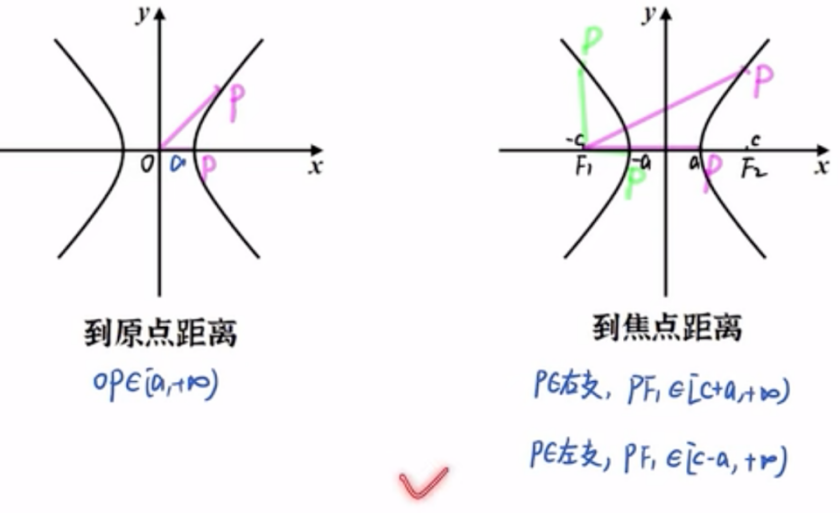 y
P
O
a
P
x
到原点距离
OP∈[a,+∞)
y
P
P
-c
F₁
-a
P
a
P
c
F₂
x
到焦点距离
P∈右支, PF₁∈[c+a,+∞)
P∈左支, PF₁∈[c-a,+∞)